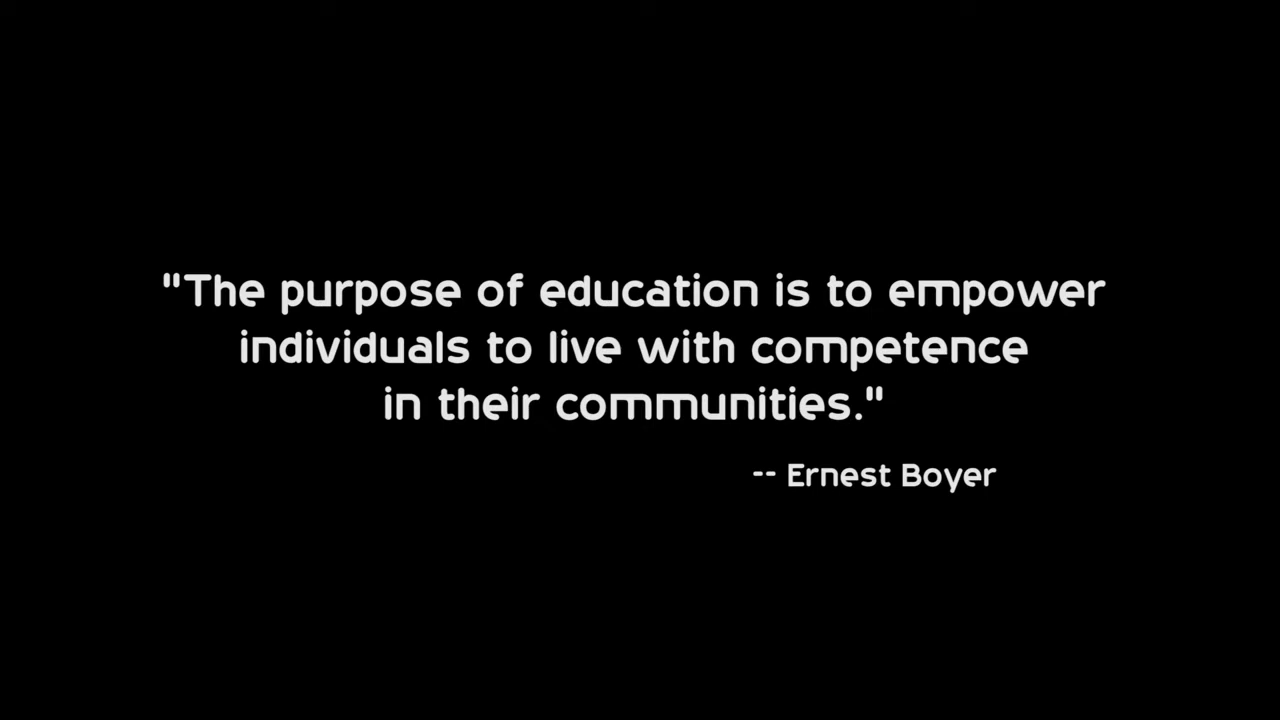 "The purpose of education is to empower
individuals to live with competence
in their communities."
-- Ernest Boyer